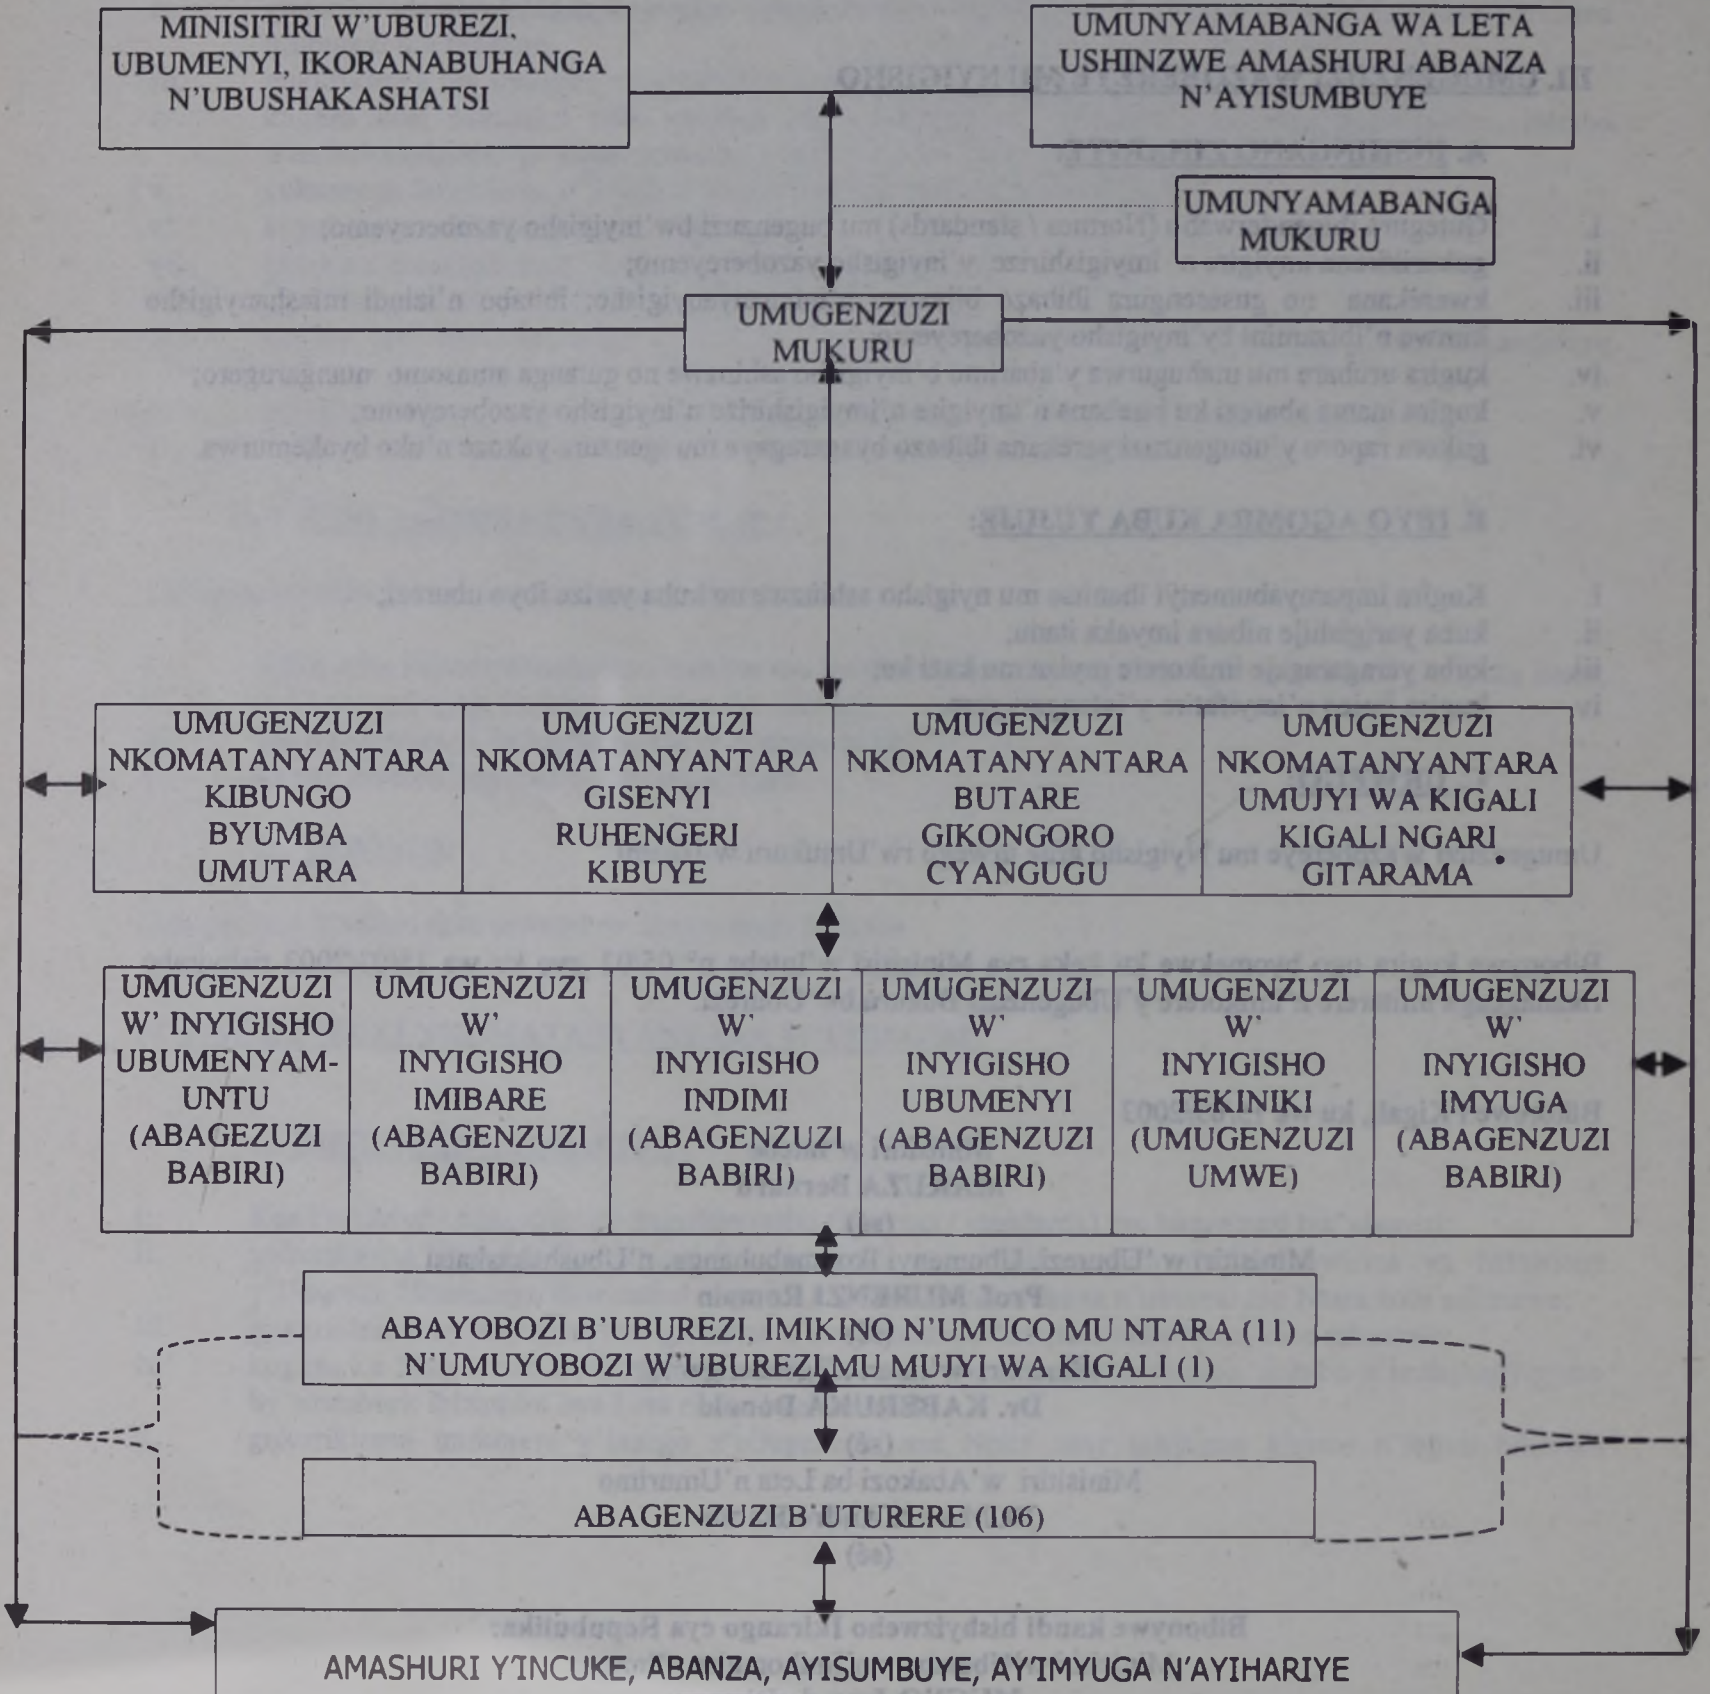 MINISITIRI W'UBUREZI,
UBUMENYI, IKORANABUHANGA
N'UBUSHAKASHATSI
UMUNYAMABANGA WA LETA
USHINZWE AMASHURI ABANZA
N'AYISUMBUYE
UMUNYAMABANGA
MUKURU
UMUGENZUZI
MUKURU
UMUGENZUZI
NKOMATANYANTARA
KIBUNGO
BYUMBA
UMUTARA
UMUGENZUZI
NKOMATANYANTARA
GISENYI
RUHENGERI
KIBUYE
UMUGENZUZI
NKOMATANYANTARA
BUTARE
GIKONGORO
CYANGUGU
UMUGENZUZI
NKOMATANYANTARA
UMUJYI WA KIGALI
KIGALI NGARI
GITARAMA
UMUGENZUZI
W' INYIGISHO
UBUMENYAM-
UNTU
(ABAGEZUZI
BABIRI)
UMUGENZUZI
W'
INYIGISHO
IMIBARE
(ABAGENZUZI
BABIRI)
UMUGENZUZI
W'
INYIGISHO
INDIMI
(ABAGENZUZI
BABIRI)
UMUGENZUZI
W'
INYIGISHO
UBUMENYI
(ABAGENZUZI
BABIRI)
UMUGENZUZI
W'
INYIGISHO
TEKINIKI
(UMUGENZUZI
UMWE)
UMUGENZUZI
W'
INYIGISHO
IMYUGA
(ABAGENZUZI
BABIRI)
ABAYOBOZI B'UBUREZI, IMIKINO N'UMUCO MU NTARA (11)
N'UMUYOBOZI W'UBUREZI MU MUJYI WA KIGALI (1)
ABAGENZUZI B'UTURERE (106)
AMASHURI Y'INCUKE, ABANZA, AYISUMBUYE, AY'IMYUGA N'AYIHARIYE